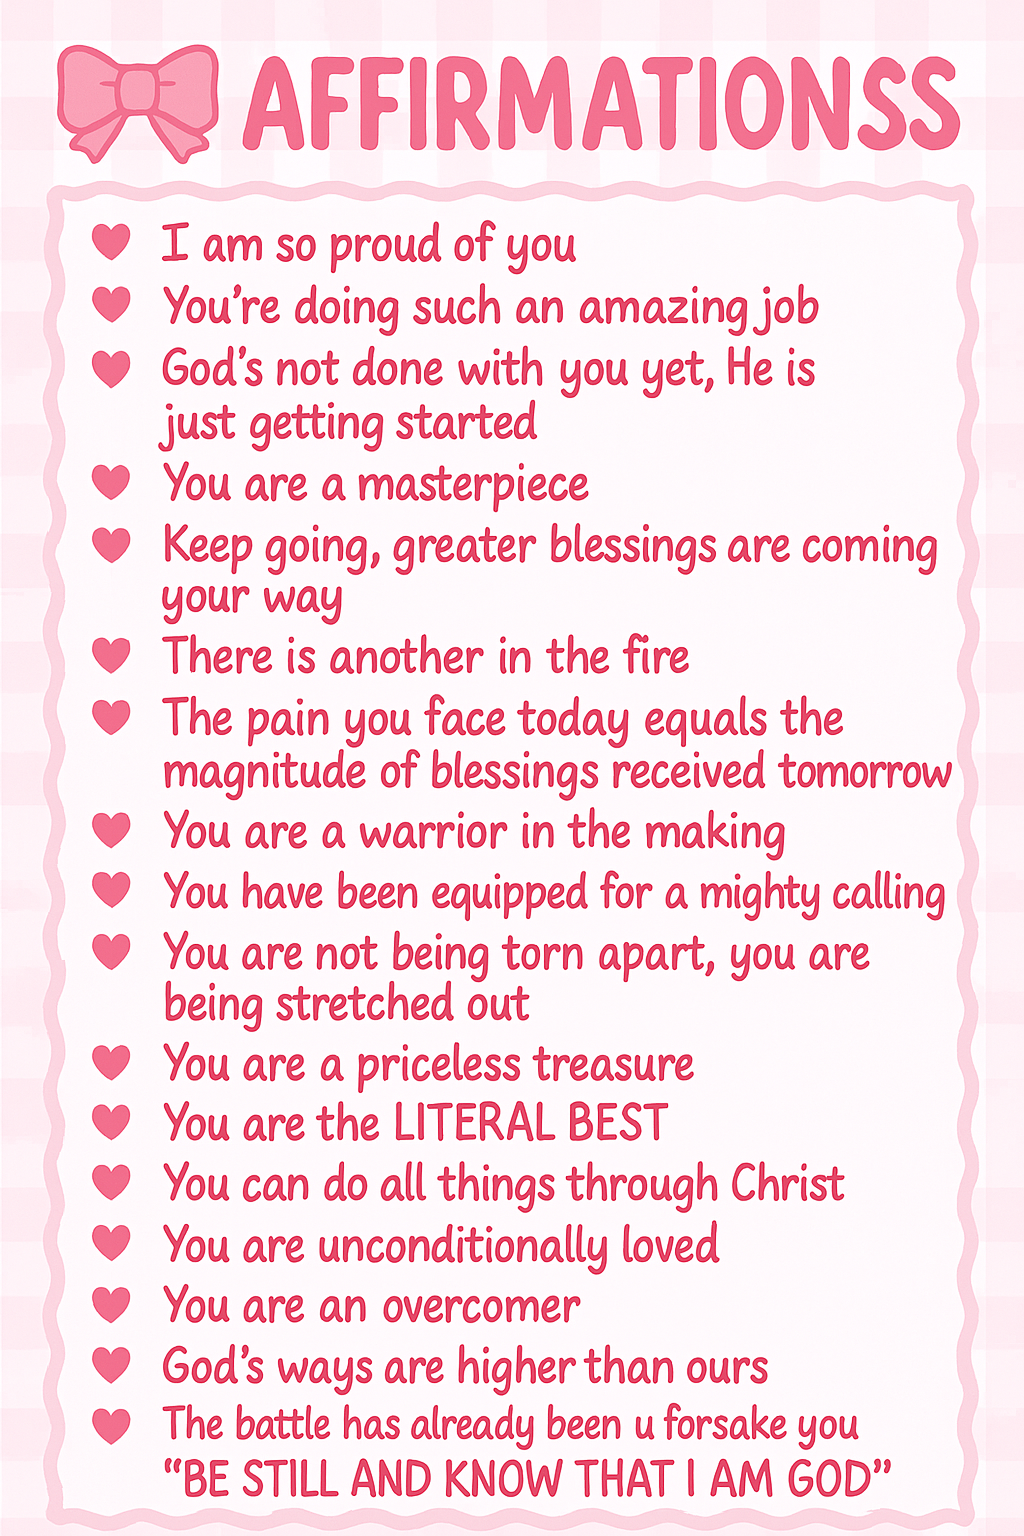 AFFIRMATIONSS
I am so proud of you
You're doing such an amazing job
God's not done with you yet, He is
just getting started
You are a masterpiece
Keep going, greater blessings are coming
your way
There is another in the fire
The pain you face today equals the
magnitude of blessings received tomorrow
You are a warrior in the making
You have been equipped for a mighty calling
You are not being torn apart, you are
being stretched out
You are a priceless treasure
You are the LITERAL BEST
You can do all things through Christ
You are unconditionally loved
You are an overcomer
God's ways are higher than ours
The battle has already been u forsake you
“BE STILL AND KNOW THAT I AM GOD”